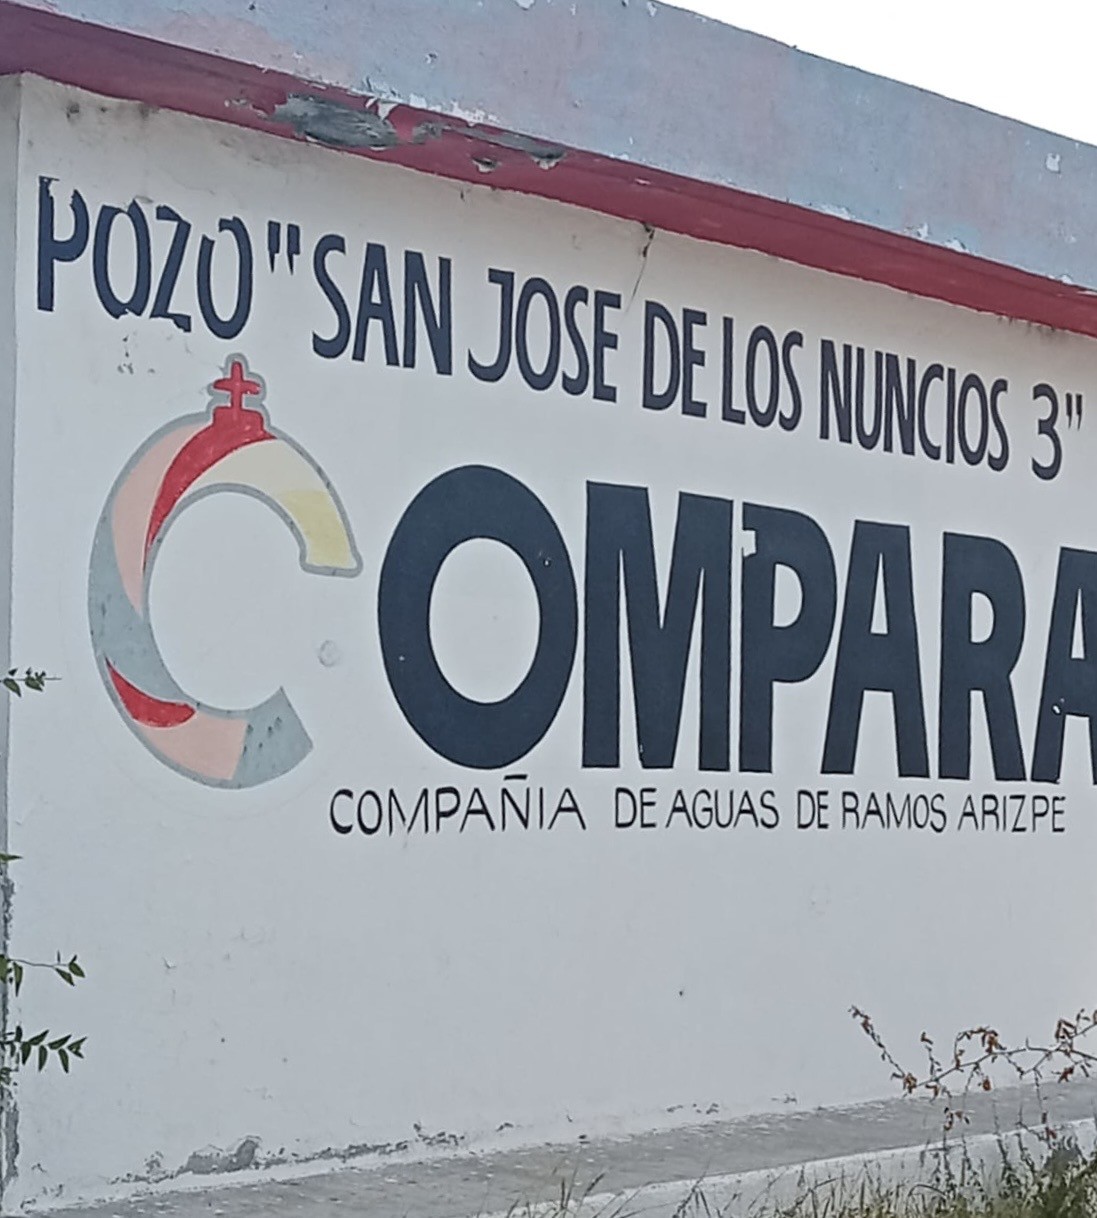 POZO "SAN JOSE DE LOS NUNCIOS 3"
COMPARA
COMPAÑIA DE AGUAS DE RAMOS ARIZPE